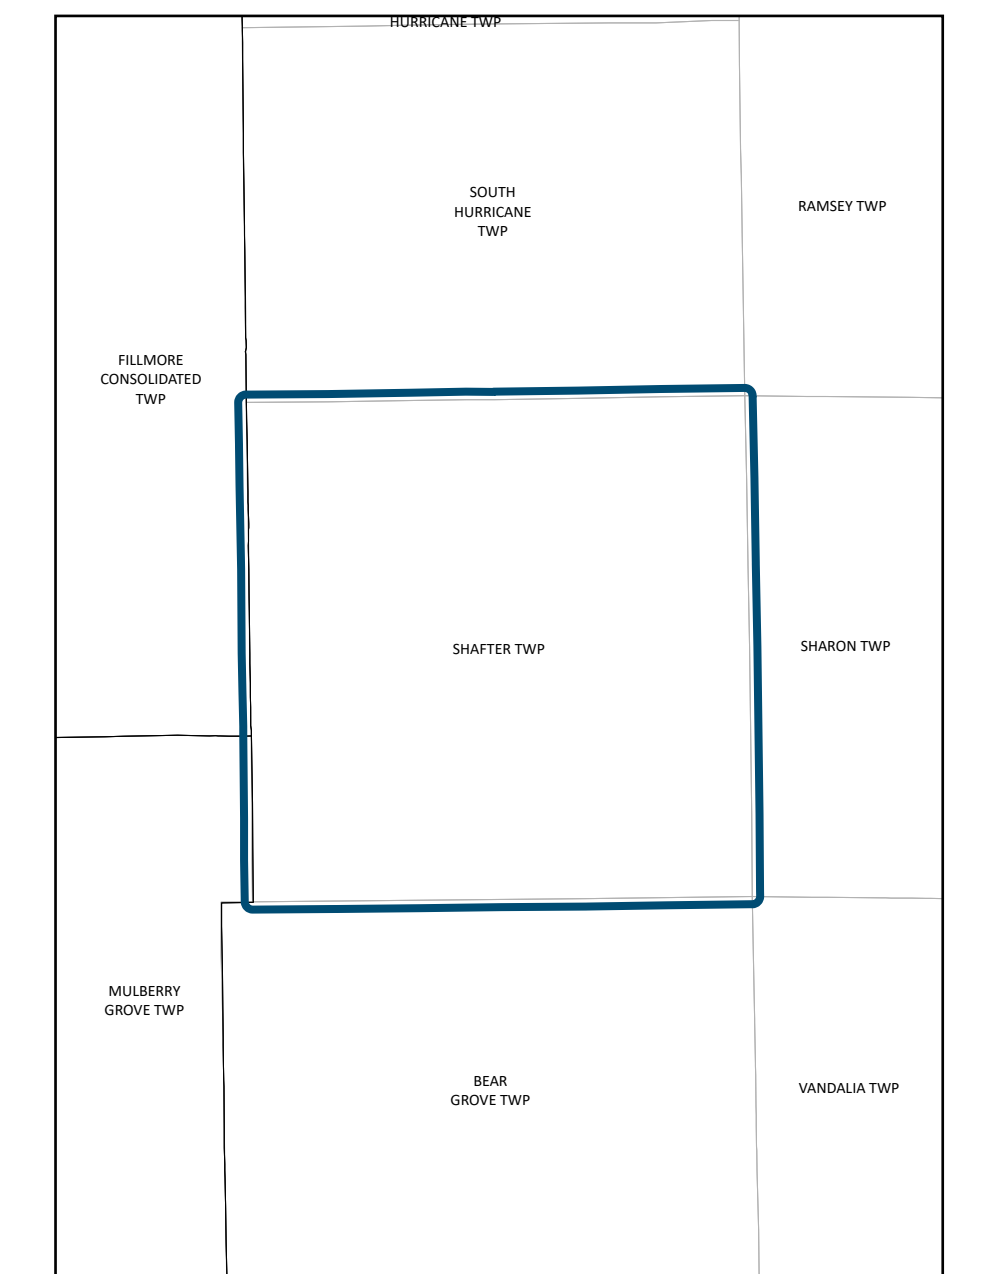 HURRICANE TWP
SOUTH
HURRICANE
TWP
RAMSEY TWP
FILLMORE
CONSOLIDATED
TWP
SHAFTER TWP
SHARON TWP
MULBERRY
GROVE TWP
BEAR
GROVE TWP
VANDALIA TWP